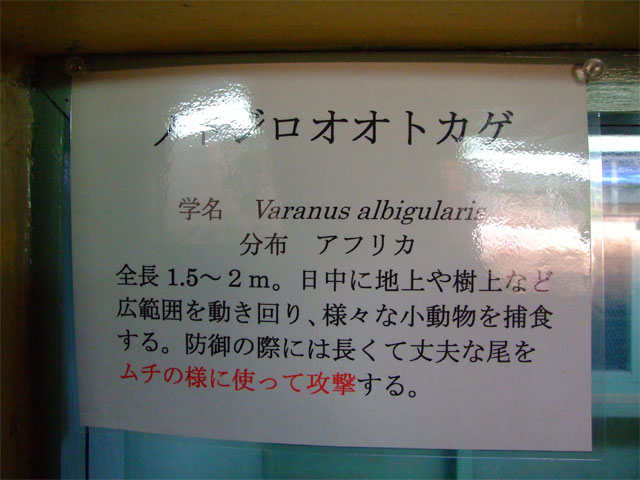 ノドジロオオトカゲ
学名 Varanus albigularis
分布 アフリカ
全長 1.5～2 m。日中に地上や樹上など
広範囲を動き回り、様々な小動物を捕食
する。防御の際には長くて丈夫な尾を
ムチの様に使って攻撃する。